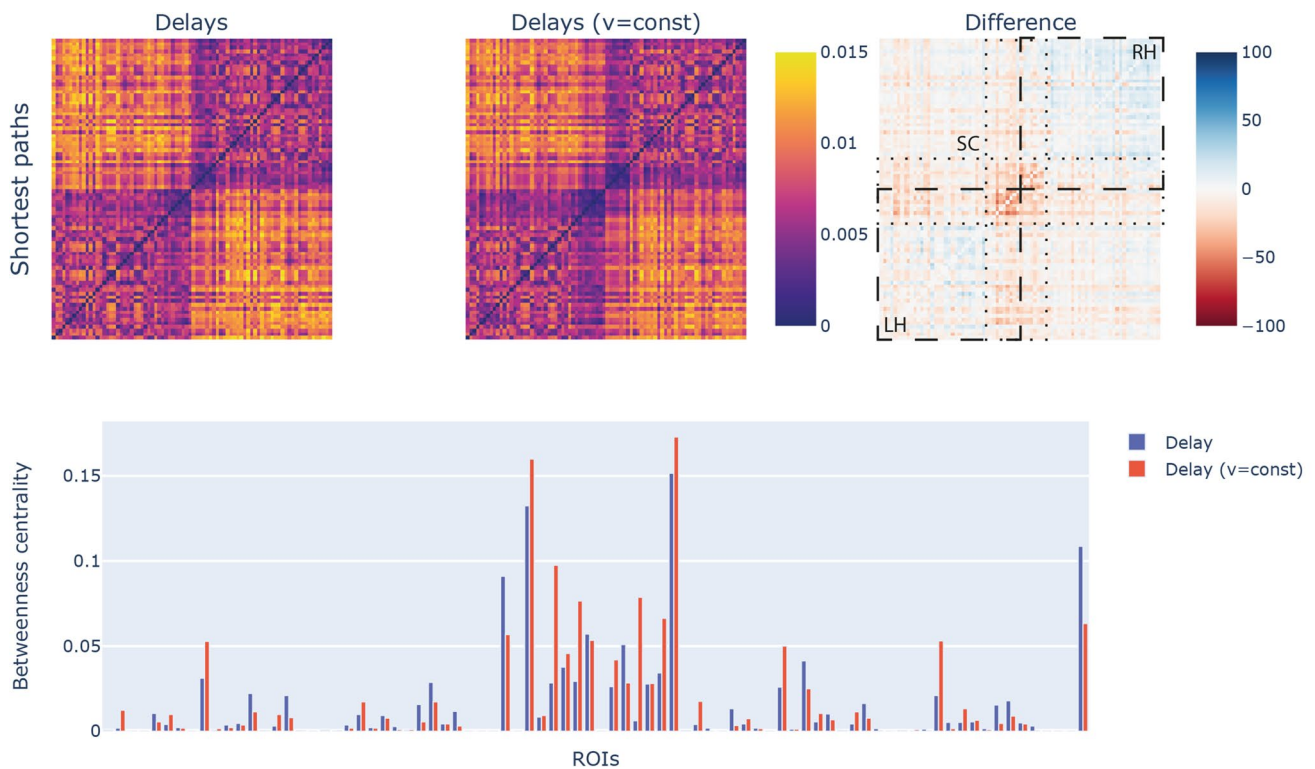 Delays
Delays (v=const)
Difference
Shortest paths
0.015
0.01
0.005
0
RH
SC
LH
100
50
0
−50
−100
Betweenness centrality
0.15
0.1
0.05
0
ROIs
Delay
Delay (v=const)